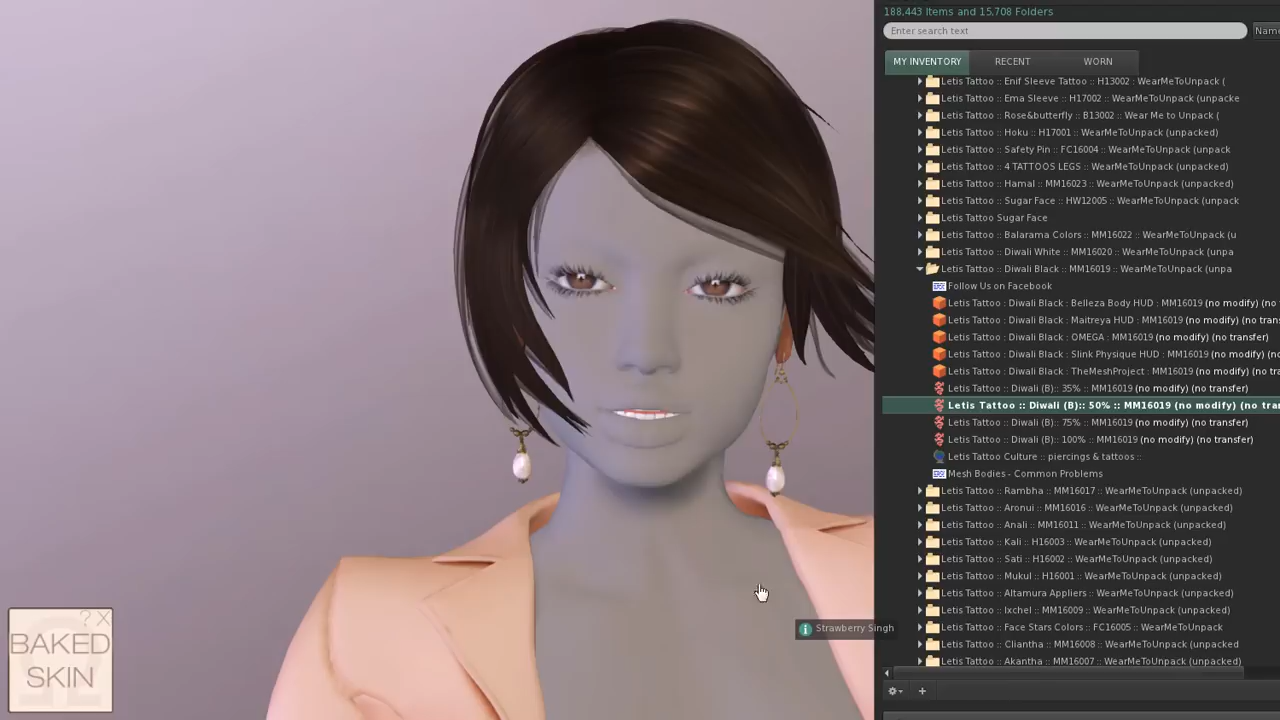 188,443 Items and 15,708 Folders
Enter search text
Name
MY INVENTORY RECENT WORN
Letis Tattoo :: Enif Sleeve Tattoo :: H13002 : WearMeToUnpack (
Letis Tattoo :: Ema Sleeve :: H17002 :: WearMeToUnpack (unpacke
Letis Tattoo :: Rose&butterfly :: B13002 :: Wear Me to Unpack (
Letis Tattoo :: Hoku :: H17001 :: WearMeToUnpack (unpacked)
Letis Tattoo :: Safety Pin :: FC16004 :: WearMeToUnpack (unpack
Letis Tattoo :: 4 TATTOOS LEGS :: WearMeToUnpack (unpacked)
Letis Tattoo :: Hamal :: MM16023 :: WearMeToUnpack (unpacked)
Letis Tattoo :: Sugar Face :: HW12005 :: WearMeToUnpack (unpack
Letis Tattoo Sugar Face
Letis Tattoo :: Balarama Colors :: MM16022 :: WearMeToUnpack (u
Letis Tattoo :: Diwali White :: MM16020 :: WearMeToUnpack (unpa
Letis Tattoo :: Diwali Black :: MM16019 :: WearMeToUnpack (unpa
Follow Us on Facebook
Letis Tattoo : Diwali Black : Belleza Body HUD : MM16019 (no modify) (no
Letis Tattoo : Diwali Black : Maitreya HUD : MM16019 (no modify) (no tran
Letis Tattoo : Diwali Black : OMEGA : MM16019 (no modify) (no transfer)
Letis Tattoo : Diwali Black : Slink Physique HUD : MM16019 (no modify) (no
Letis Tattoo : Diwali Black : TheMeshProject : MM16019 (no modify) (no tra
Letis Tattoo :: Diwali (B):: 35% :: MM16019 (no modify) (no transfer)
Letis Tattoo :: Diwali (B):: 50% :: MM16019 (no modify) (no tra
Letis Tattoo :: Diwali (B):: 75% :: MM16019 (no modify) (no transfer)
Letis Tattoo :: Diwali (B):: 100% :: MM16019 (no modify) (no transfer)
Letis Tattoo Culture :: piercings & tattoos ::
Mesh Bodies - Common Problems
Letis Tattoo :: Rambha :: MM16017 :: WearMeToUnpack (unpacked)
Letis Tattoo :: Aronui :: MM16016 :: WearMeToUnpack (unpacked)
Letis Tattoo :: Anali :: MM16011 :: WearMeToUnpack (unpacked)
Letis Tattoo :: Kali :: H16003 :: WearMeToUnpack (unpacked)
Letis Tattoo :: Sati :: H16002 :: WearMeToUnpack (unpacked)
Letis Tattoo :: Mukul :: H16001 :: WearMeToUnpack (unpacked)
Letis Tattoo :: Altamura Appliers :: WearMeToUnpack (unpacked)
Letis Tattoo :: Ixchel :: MM16009 :: WearMeToUnpack (unpacked)
Letis Tattoo :: Face Stars Colors :: FC16005 :: WearMeToUnpack
Letis Tattoo :: Cliantha :: MM16008 :: WearMeToUnpack (unpacked
Letis Tattoo :: Akantha :: MM16007 :: WearMeToUnpack (unpacked)
Strawberry Singh
? X
BAKED
SKIN